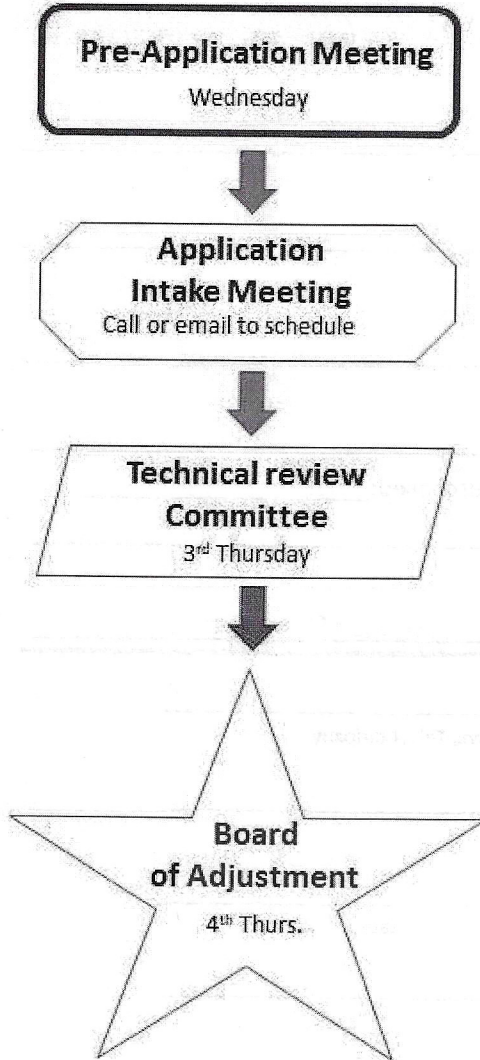 Pre-Application Meeting
Wednesday
Application
Intake Meeting
Call or email to schedule
Technical review
Committee
3rd Thursday
Board
of Adjustment
4th Thurs.